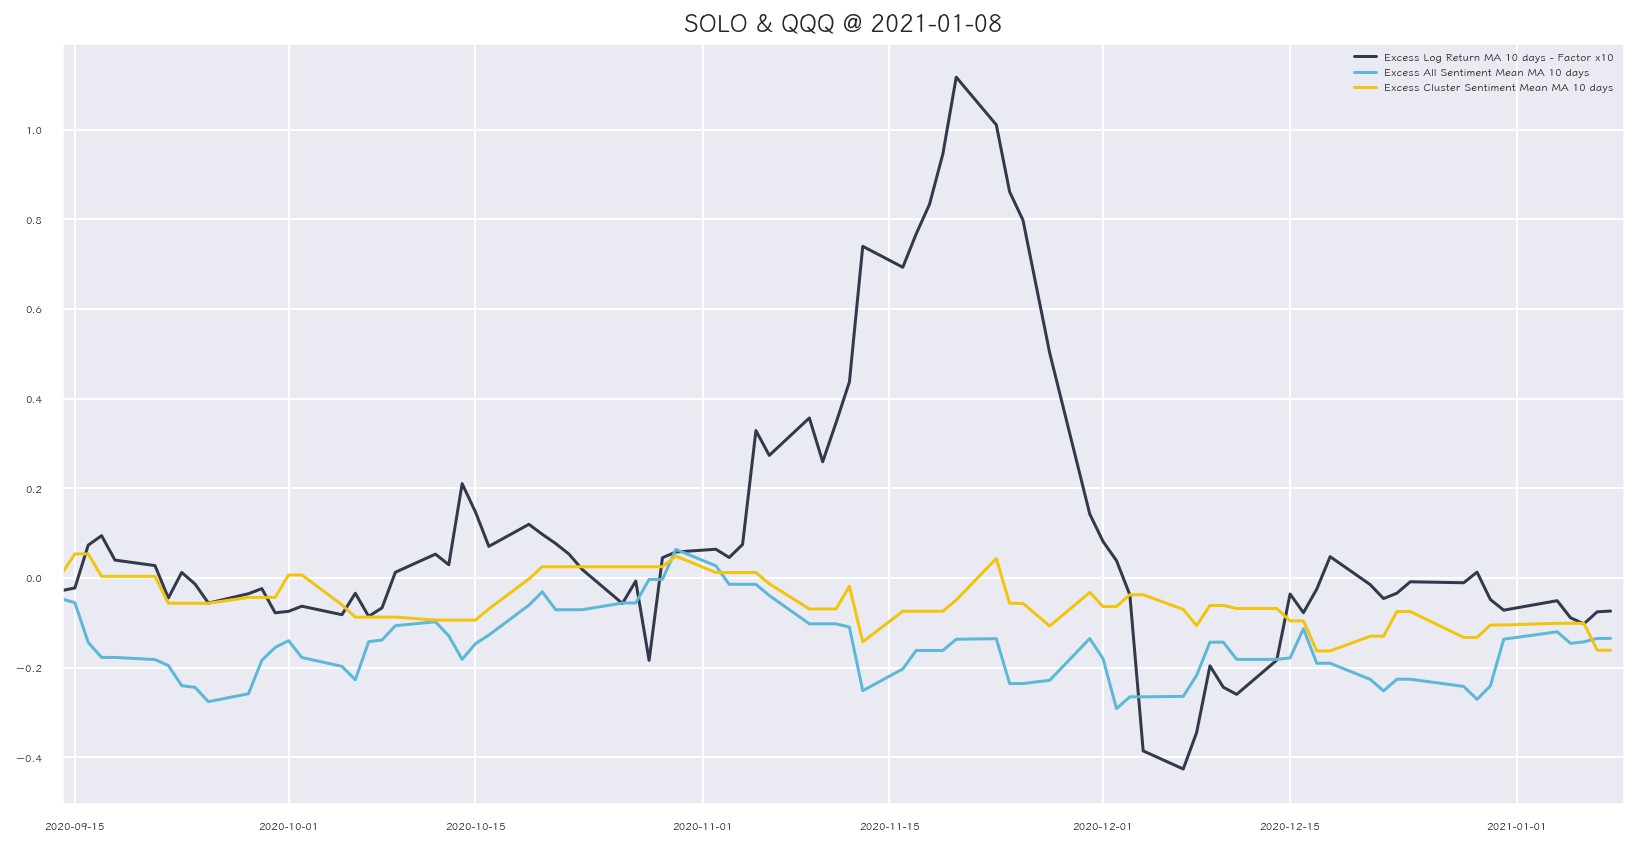 SOLO & QQQ @ 2021-01-08
Excess Log Return MA 10 days - Factor x10
Excess All Sentiment Mean MA 10 days
Excess Cluster Sentiment Mean MA 10 days
1.0
0.8
0.6
0.4
0.2
0.0
−0.2
−0.4
2020-09-15 2020-10-01 2020-10-15 2020-11-01 2020-11-15 2020-12-01 2020-12-15 2021-01-01